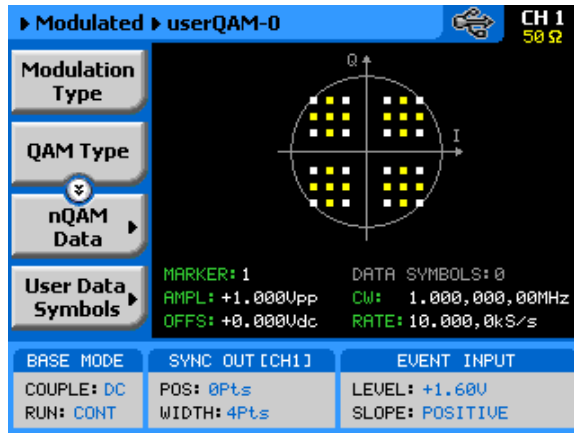 Modulated userQAM-0 CH 1
50 Ω
Modulation
Type
QAM Type
nQAM
Data
User Data
Symbols
Q
I
MARKER: 1 DATA SYMBOLS: 0
AMPL: +1.000Vpp CW: 1.000,000,00MHz
OFFS: +0.000Vdc RATE: 10.000,0kS/s
BASE MODE SYNC OUT [CH1] EVENT INPUT
COUPLE: DC POS: 0Pts LEVEL: +1.60V
RUN: CONT WIDTH: 4Pts SLOPE: POSITIVE